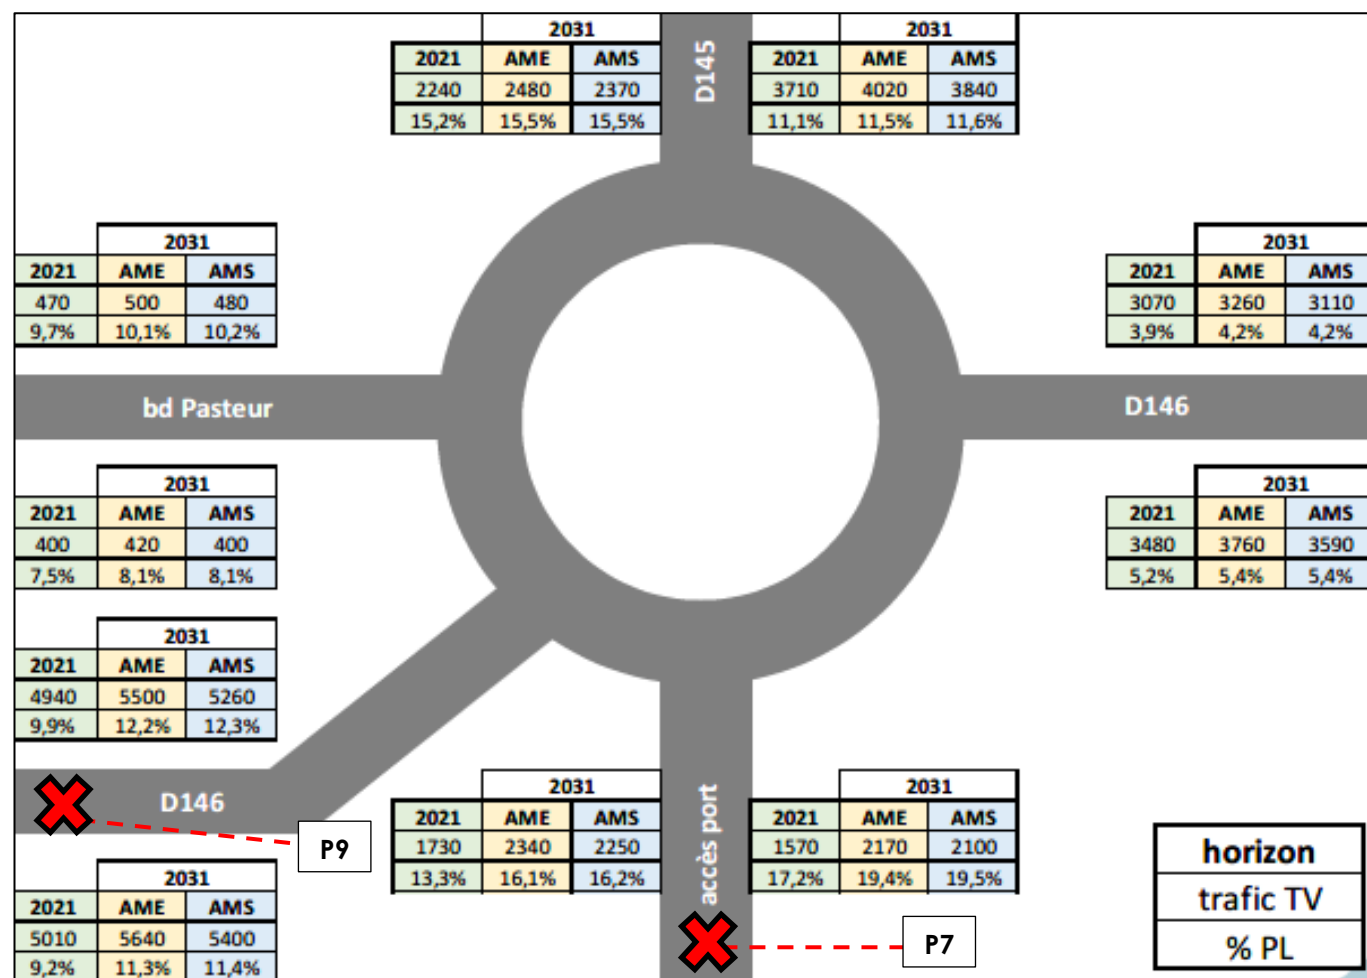 2031 2031
2021 AME AMS 2021 AME AMS
2240 2480 2370 3710 4020 3840
15,2% 15,5% 15,5% 11,1% 11,5% 11,6%
D145
2031 2031
2021 AME AMS 2021 AME AMS
470 500 480 3070 3260 3110
9,7% 10,1% 10,2% 3,9% 4,2% 4,2%
bd Pasteur D146
2031 2031
2021 AME AMS 2021 AME AMS
400 420 400 3480 3760 3590
7,5% 8,1% 8,1% 5,2% 5,4% 5,4%
2031
2021 AME AMS
4940 5500 5260
9,9% 12,2% 12,3%
D146
P9
2031 2031
2021 AME AMS 2021 AME AMS
1730 2340 2250 1570 2170 2100
13,3% 16,1% 16,2% 17,2% 19,4% 19,5%
accès port
P7
2031
2021 AME AMS
5010 5640 5400
9,2% 11,3% 11,4%
horizon
trafic TV
% PL